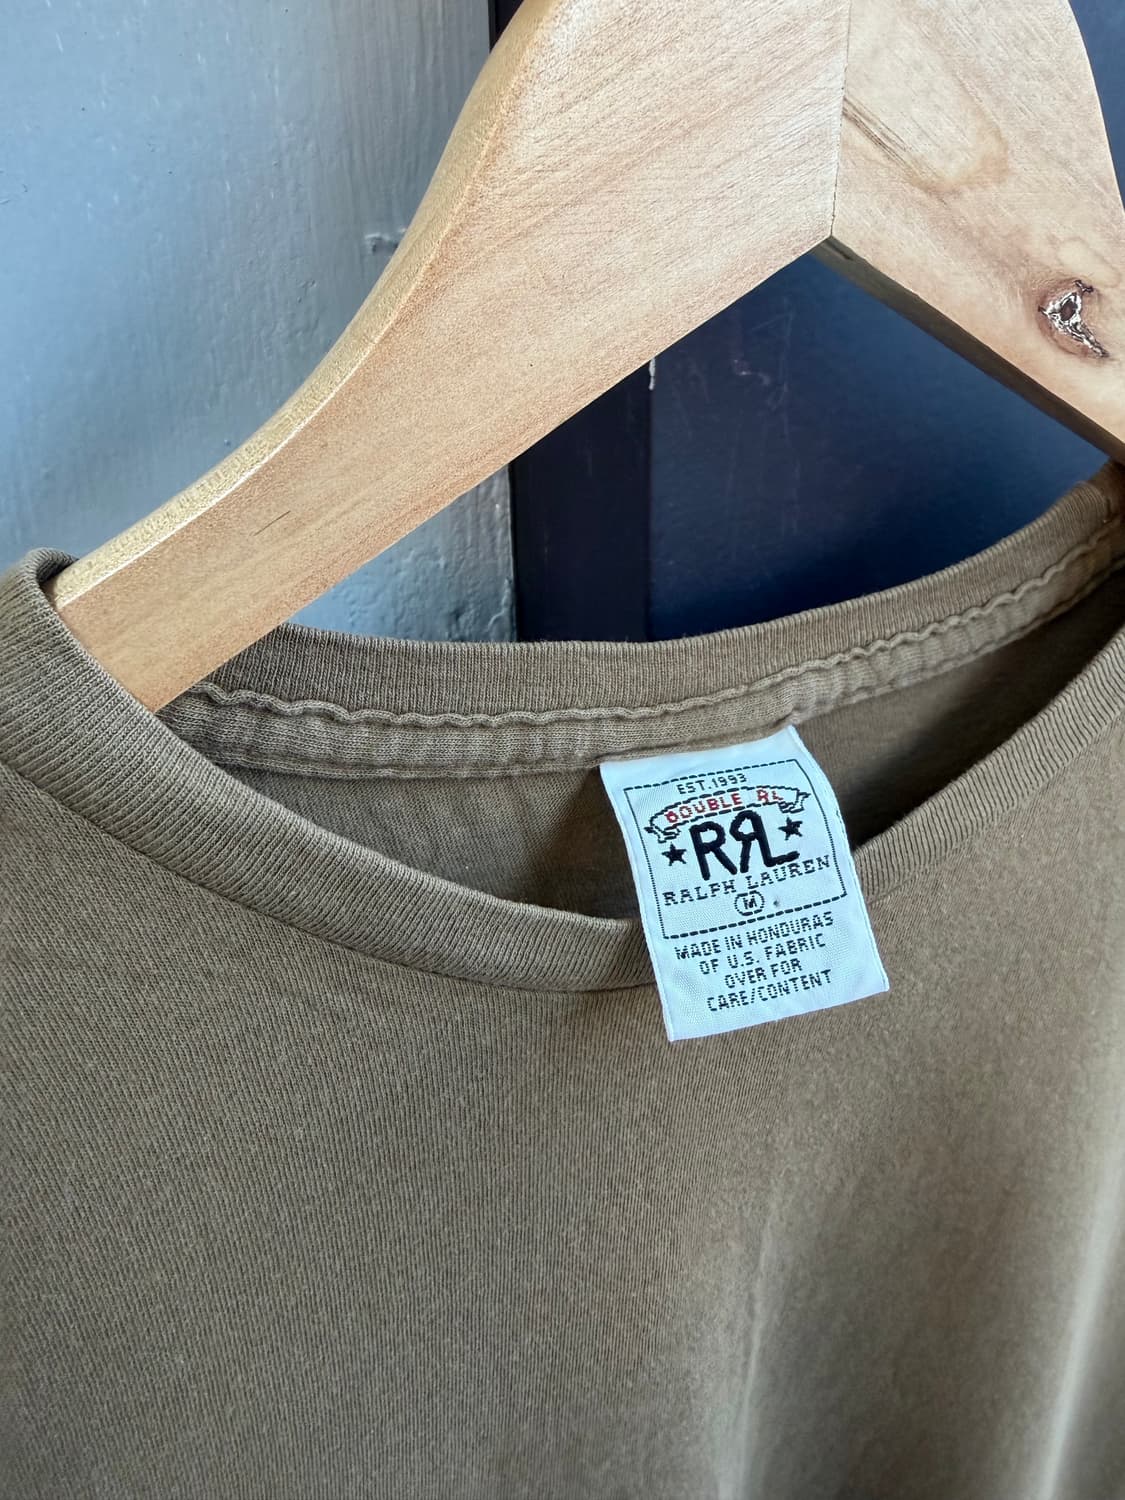 EST. 1993
DOUBLE RL
RRL
RALPH LAUREN
M
MADE IN HONDURAS
OF U.S. FABRIC
OVER FOR
CARE/CONTENT